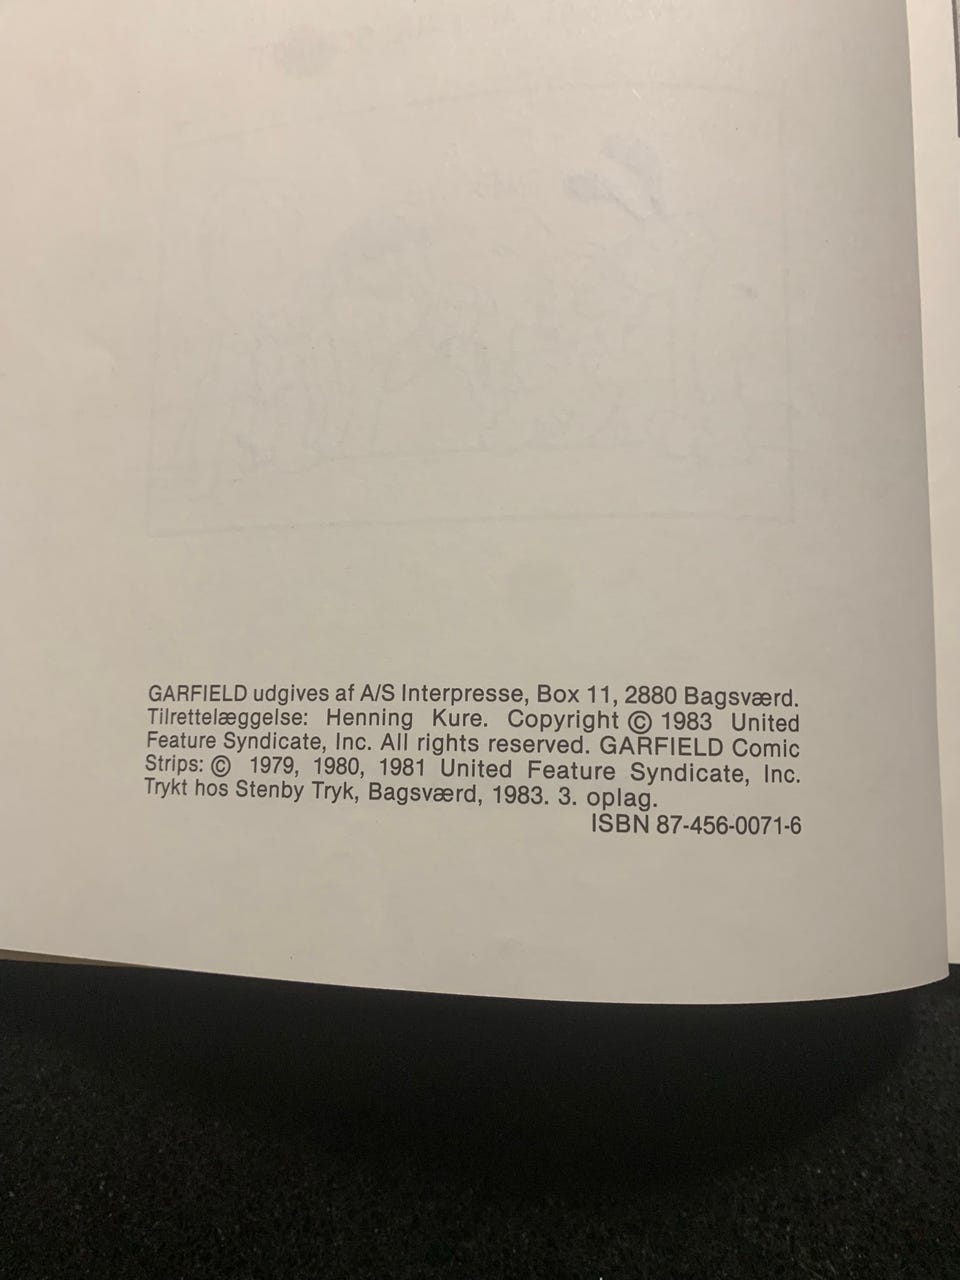 GARFIELD udgives af A/S Interpresse, Box 11, 2880 Bagsværd.
Tilrettelæggelse: Henning Kure. Copyright © 1983 United
Feature Syndicate, Inc. All rights reserved. GARFIELD Comic
Strips: © 1979, 1980, 1981 United Feature Syndicate, Inc.
Trykt hos Stenby Tryk, Bagsværd, 1983. 3. oplag.
ISBN 87-456-0071-6